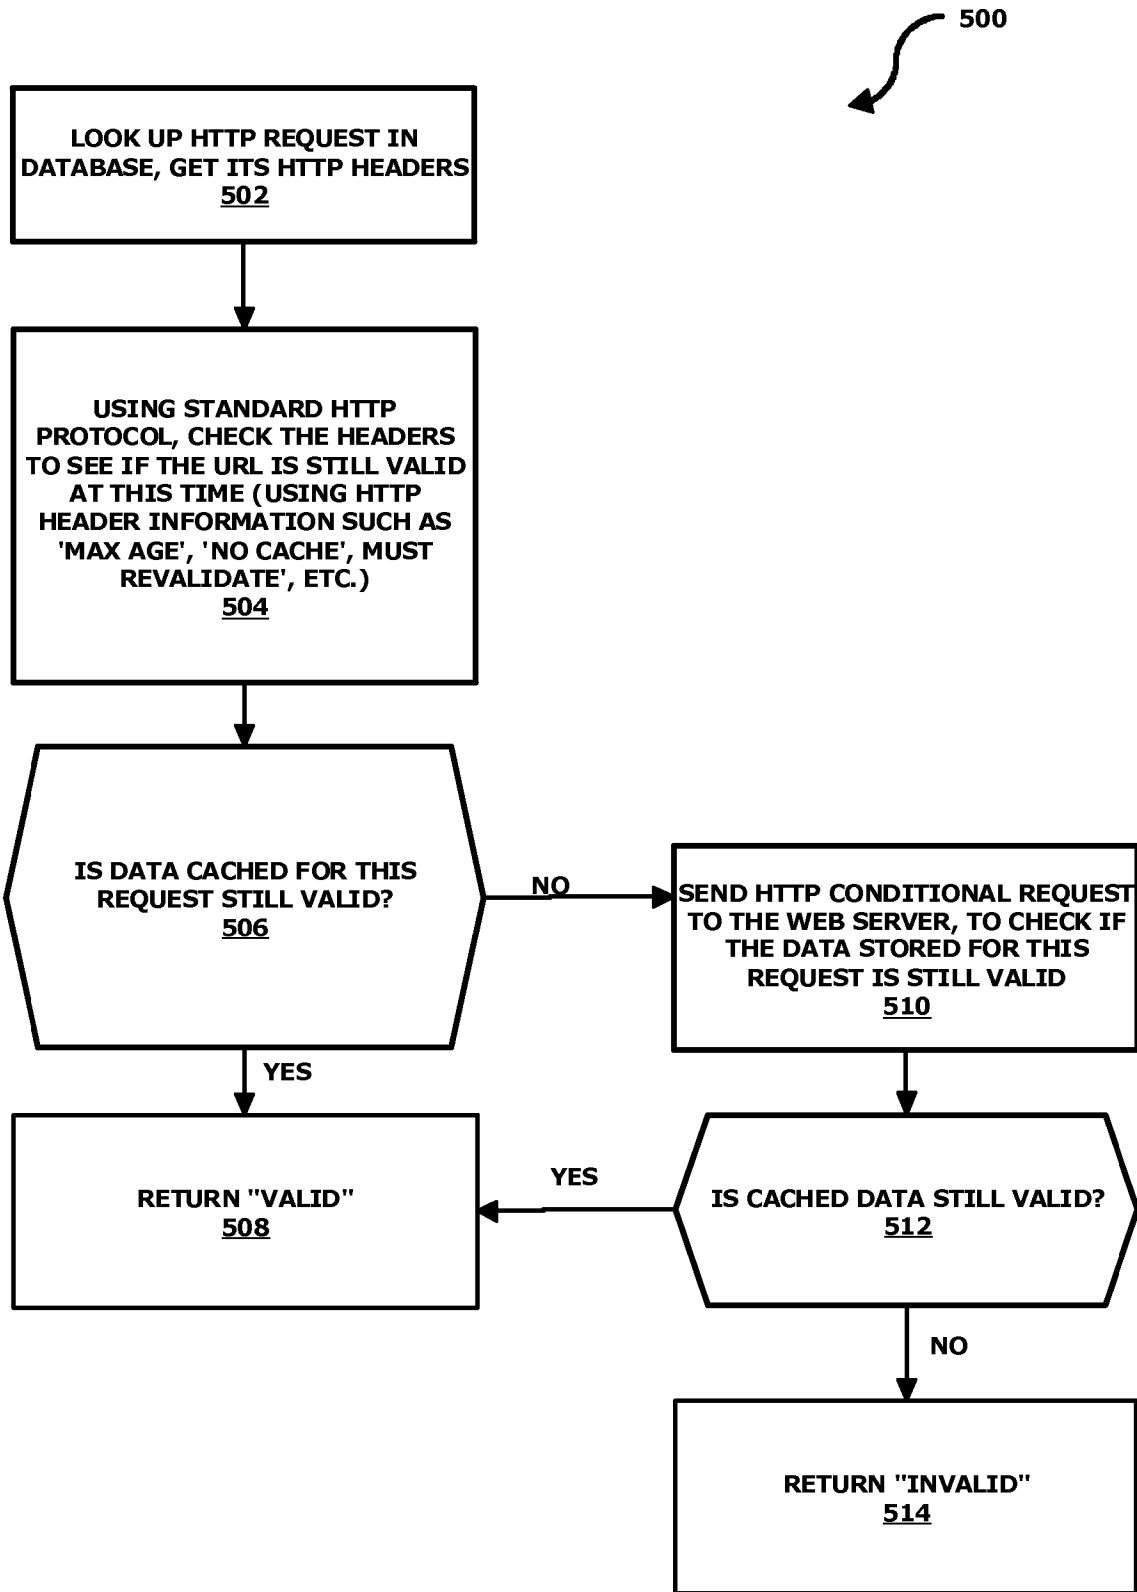 500
LOOK UP HTTP REQUEST IN
DATABASE, GET ITS HTTP HEADERS
502
USING STANDARD HTTP
PROTOCOL, CHECK THE HEADERS
TO SEE IF THE URL IS STILL VALID
AT THIS TIME (USING HTTP
HEADER INFORMATION SUCH AS
'MAX AGE', 'NO CACHE', MUST
REVALIDATE', ETC.)
504
IS DATA CACHED FOR THIS
REQUEST STILL VALID?
506
NO
SEND HTTP CONDITIONAL REQUEST
TO THE WEB SERVER, TO CHECK IF
THE DATA STORED FOR THIS
REQUEST IS STILL VALID
510
YES
RETURN "VALID"
508
YES
IS CACHED DATA STILL VALID?
512
NO
RETURN "INVALID"
514